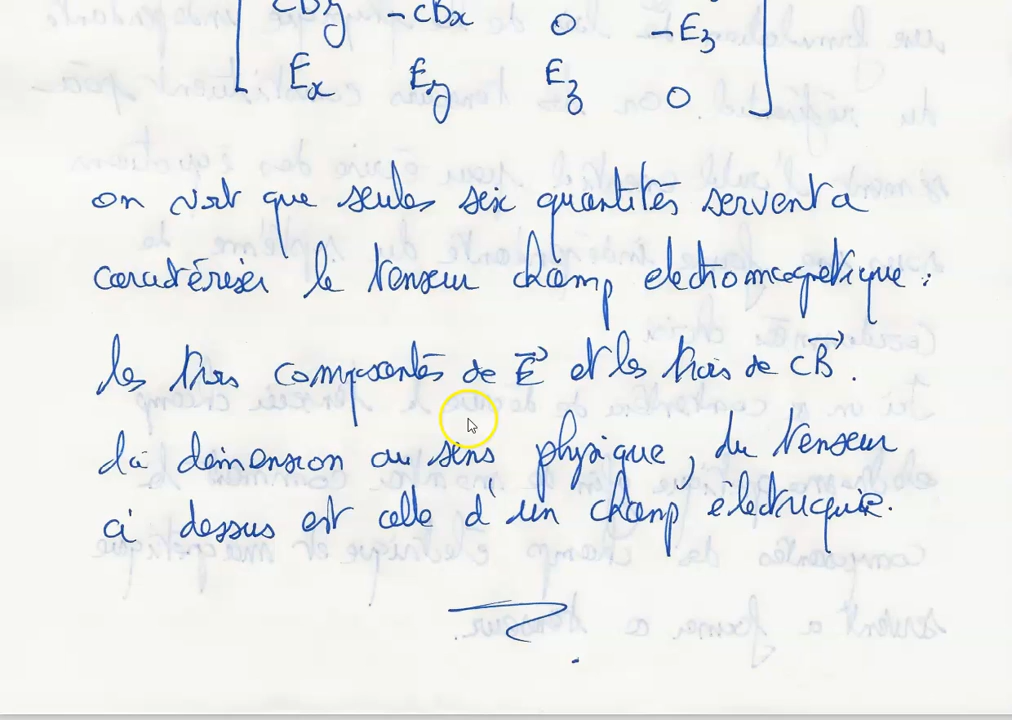 cBy -cBx 0 -Ez
Ex Ey Ez 0
on voit que seules six quantités servent a
caractériser le tenseur champ electromagnetique :
les trois composantes de E et les trois de cB.
la dimension au sens physique, du tenseur
ci dessus est celle d'un champ électrique.